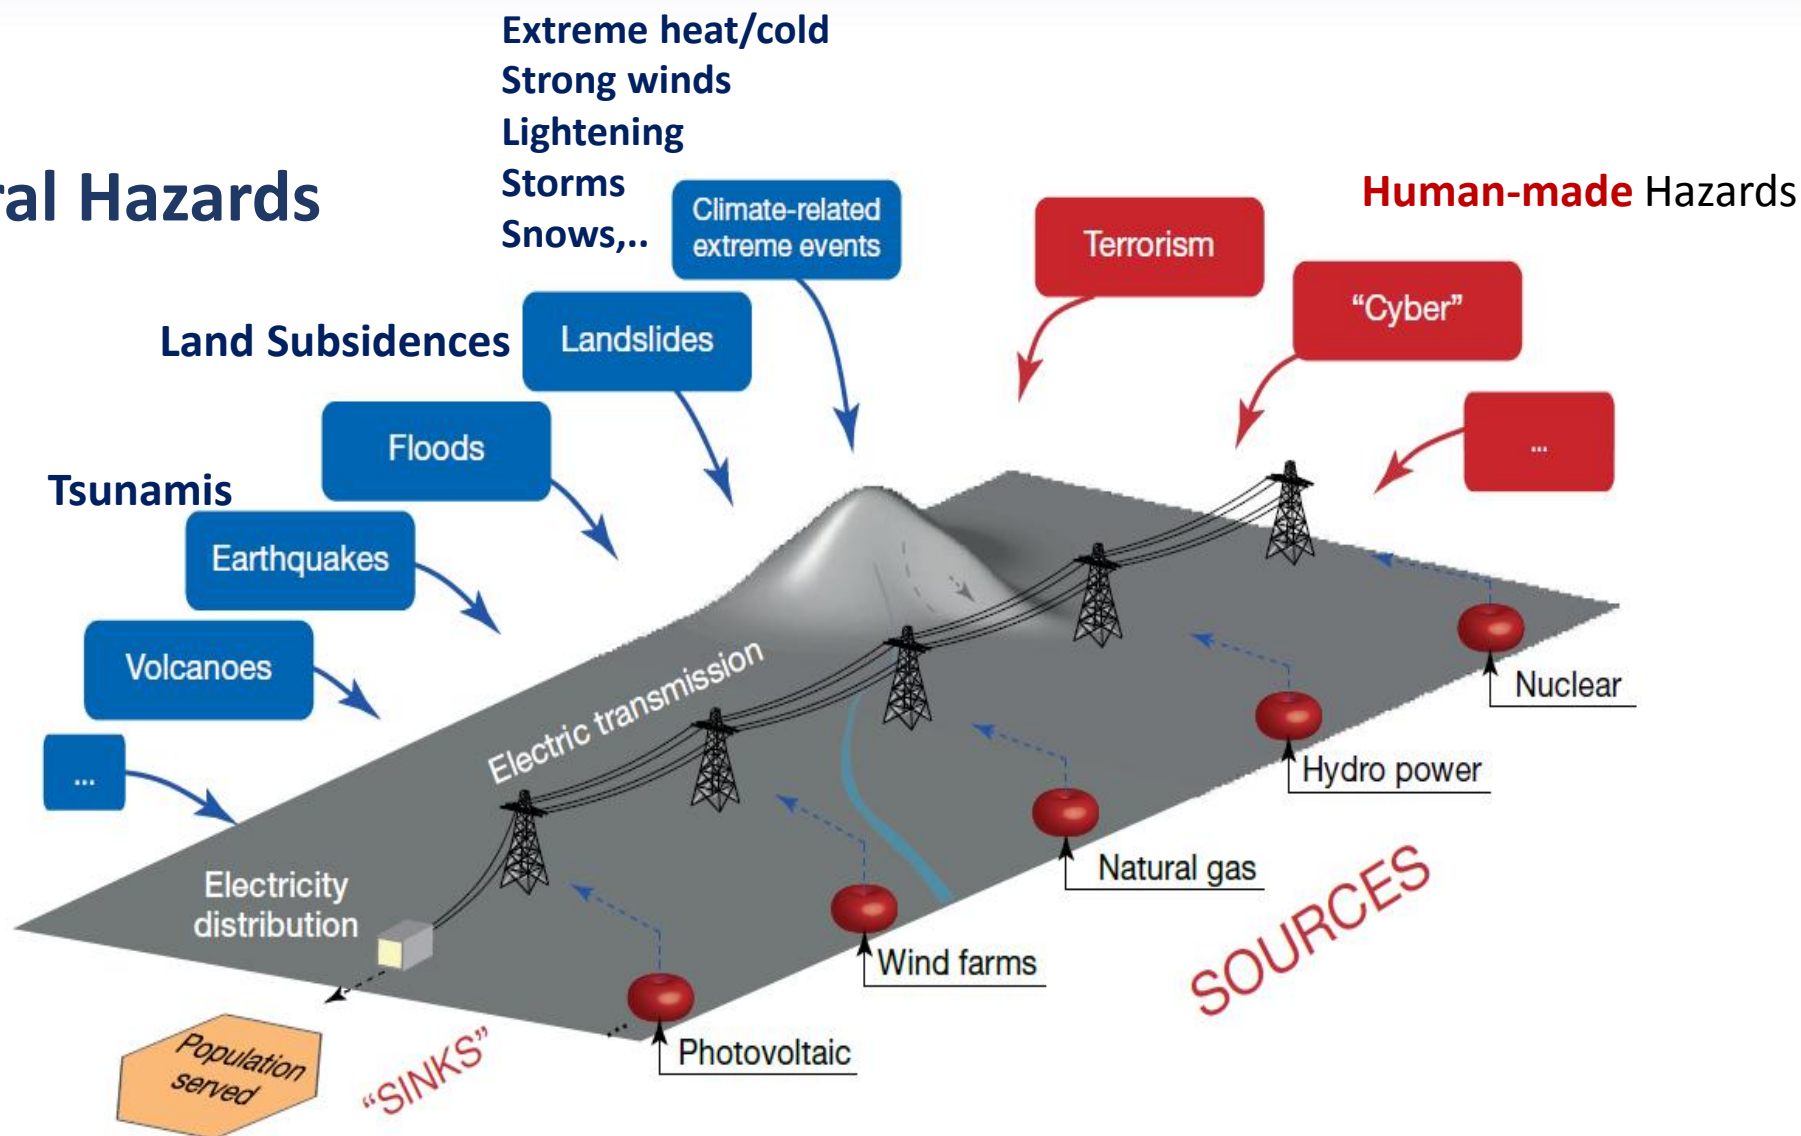 Extreme heat/cold
Strong winds
Lightening
Storms
Snows,..
ral Hazards
Human-made Hazards
Climate-related
extreme events
Terrorism
“Cyber”
...
Land Subsidences
Landslides
Floods
Tsunamis
Earthquakes
Volcanoes
...
Electric transmission
Electricity
distribution
Nuclear
Hydro power
Natural gas
Wind farms
Photovoltaic
...
SOURCES
“SINKS”
Population
served